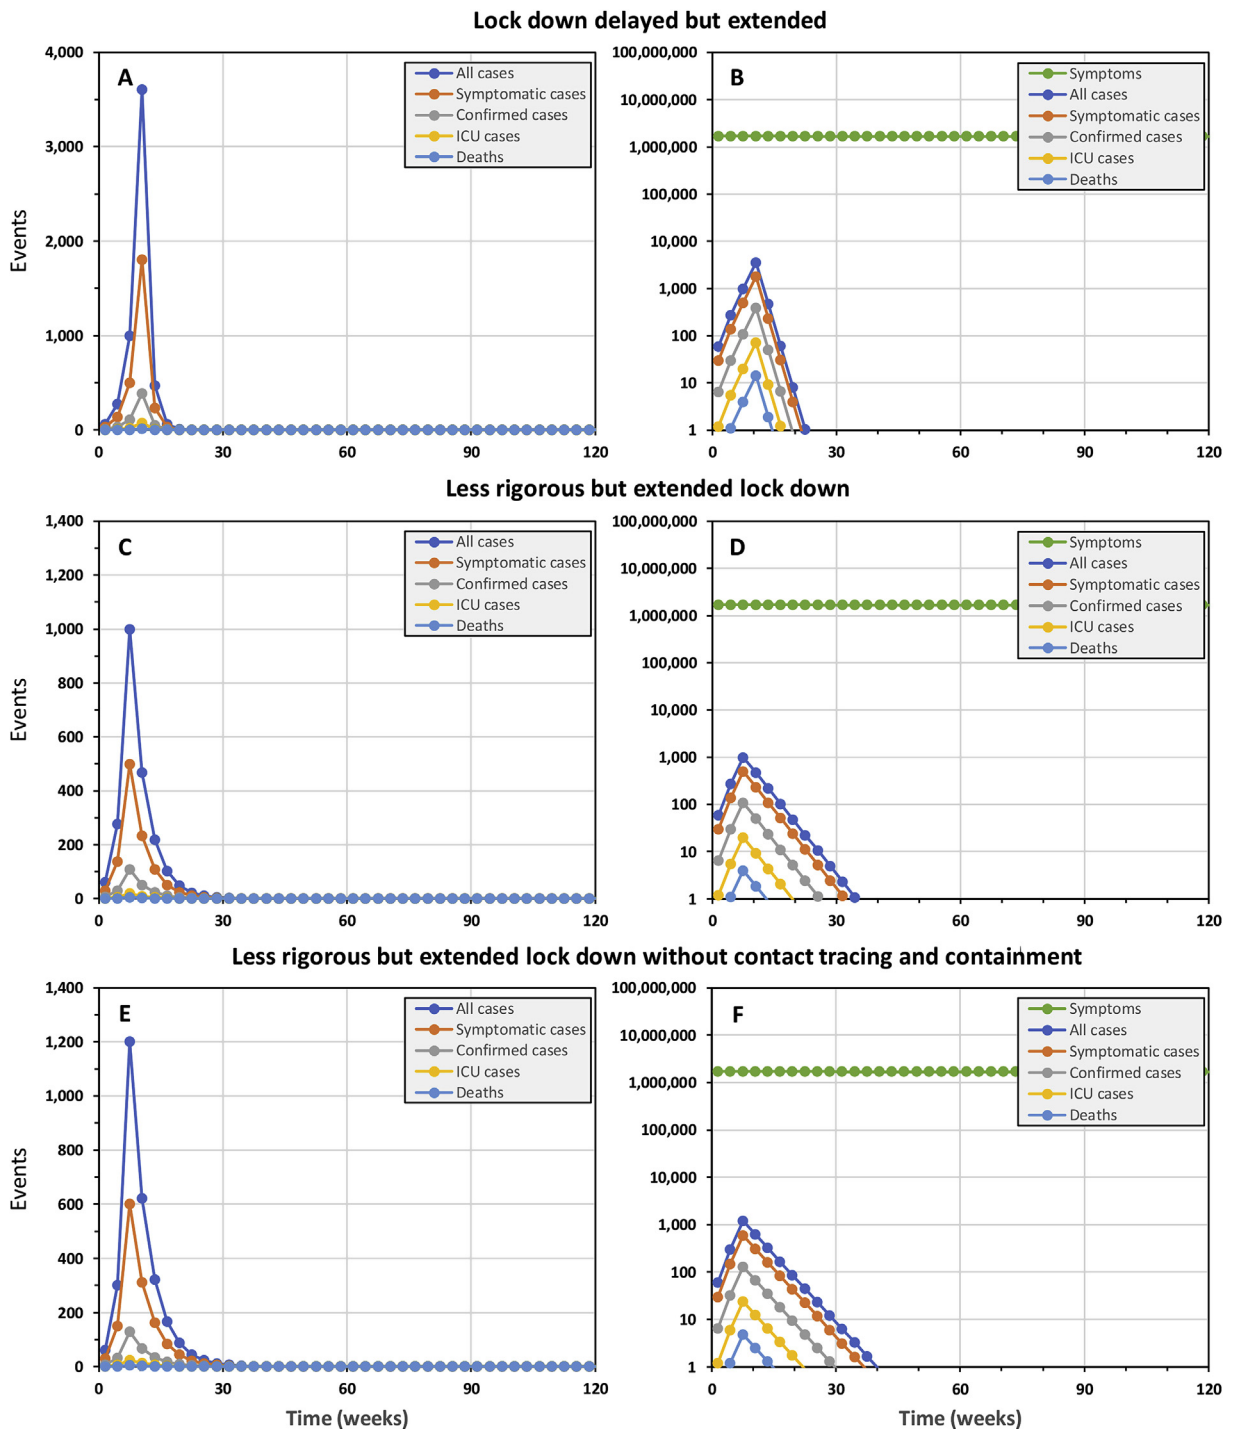 Lock down delayed but extended
4,000
3,000
2,000
1,000
0
0
30
60
90
120
Events
A
All cases
Symptomatic cases
Confirmed cases
ICU cases
Deaths
100,000,000
10,000,000
1,000,000
100,000
10,000
1,000
100
10
1
0
30
60
90
120
B
Symptoms
All cases
Symptomatic cases
Confirmed cases
ICU cases
Deaths
Less rigorous but extended lock down
1,400
1,200
1,000
800
600
400
200
0
0
30
60
90
120
Events
C
All cases
Symptomatic cases
Confirmed cases
ICU cases
Deaths
100,000,000
10,000,000
1,000,000
100,000
10,000
1,000
100
10
1
0
30
60
90
120
D
Symptoms
All cases
Symptomatic cases
Confirmed cases
ICU cases
Deaths
Less rigorous but extended lock down without contact tracing and containment
1,400
1,200
1,000
800
600
400
200
0
0
30
60
90
120
Events
Time (weeks)
E
All cases
Symptomatic cases
Confirmed cases
ICU cases
Deaths
100,000,000
10,000,000
1,000,000
100,000
10,000
1,000
100
10
1
0
30
60
90
120
Time (weeks)
F
Symptoms
All cases
Symptomatic cases
Confirmed cases
ICU cases
Deaths